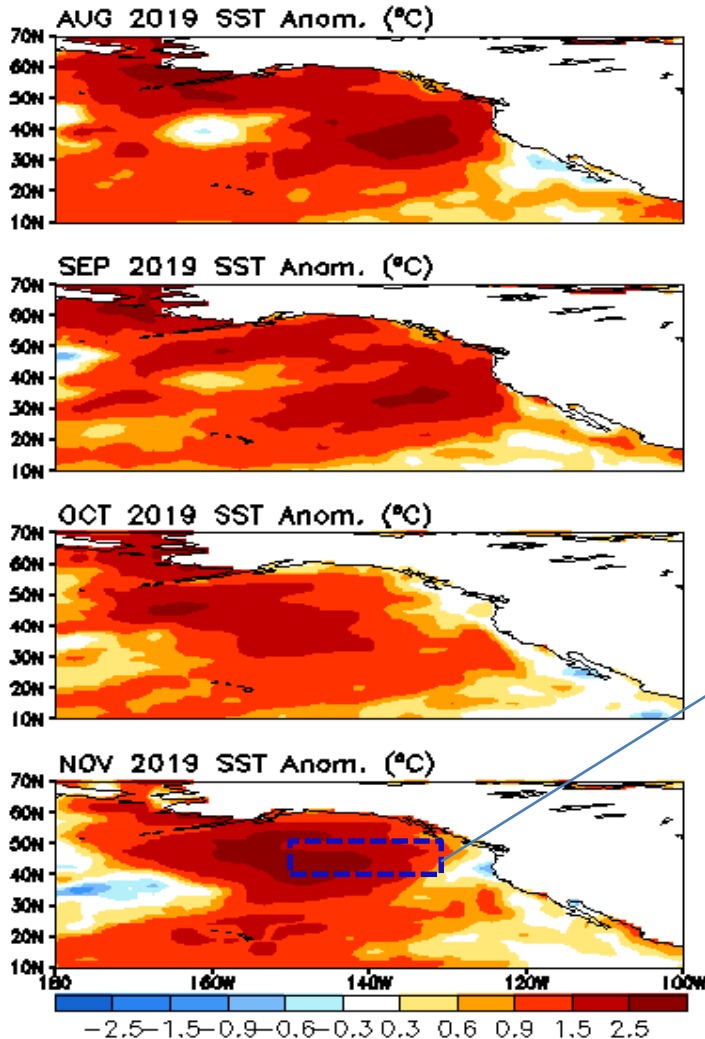 AUG 2019 SST Anom. (°C)
70N
60N
50N
40N
30N
20N
10N
SEP 2019 SST Anom. (°C)
70N
60N
50N
40N
30N
20N
10N
OCT 2019 SST Anom. (°C)
70N
60N
50N
40N
30N
20N
10N
NOV 2019 SST Anom. (°C)
70N
60N
50N
40N
30N
20N
10N
180 160W 140W 120W 100W
-2.5 -1.5 -0.9 -0.6 -0.3 0.3 0.6 0.9 1.5 2.5